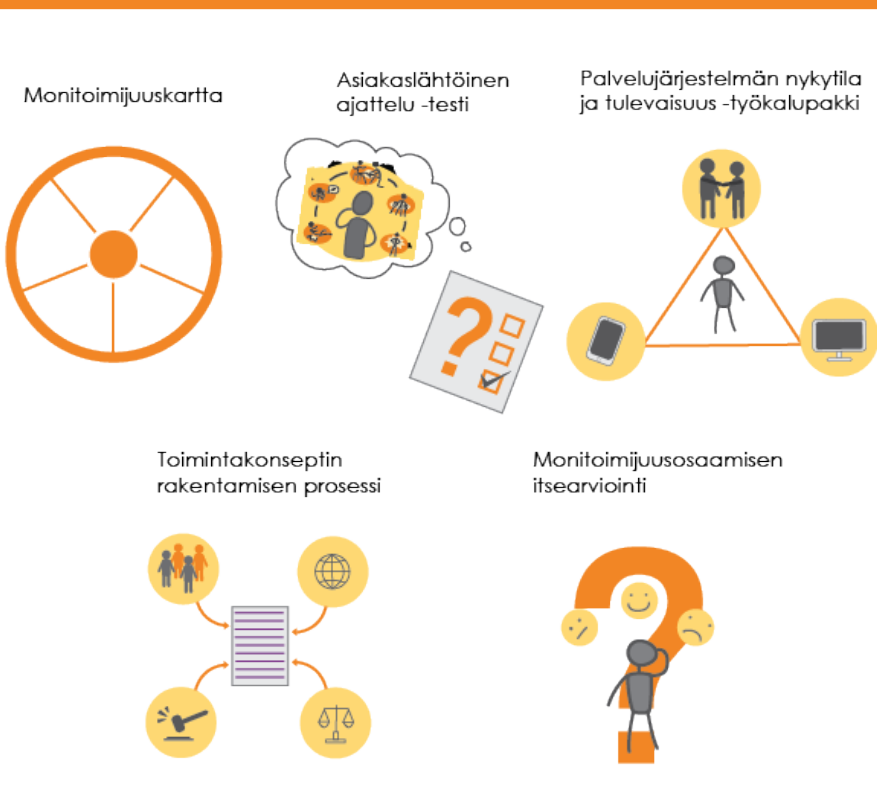 Monitoimijuuskartta
Asiakaslähtöinen
ajattelu -testi
Palvelujärjestelmän nykytila
ja tulevaisuus -työkalupakki
Toimintakonseptin
rakentamisen prosessi
Monitoimijuusosaamisen
itsearviointi